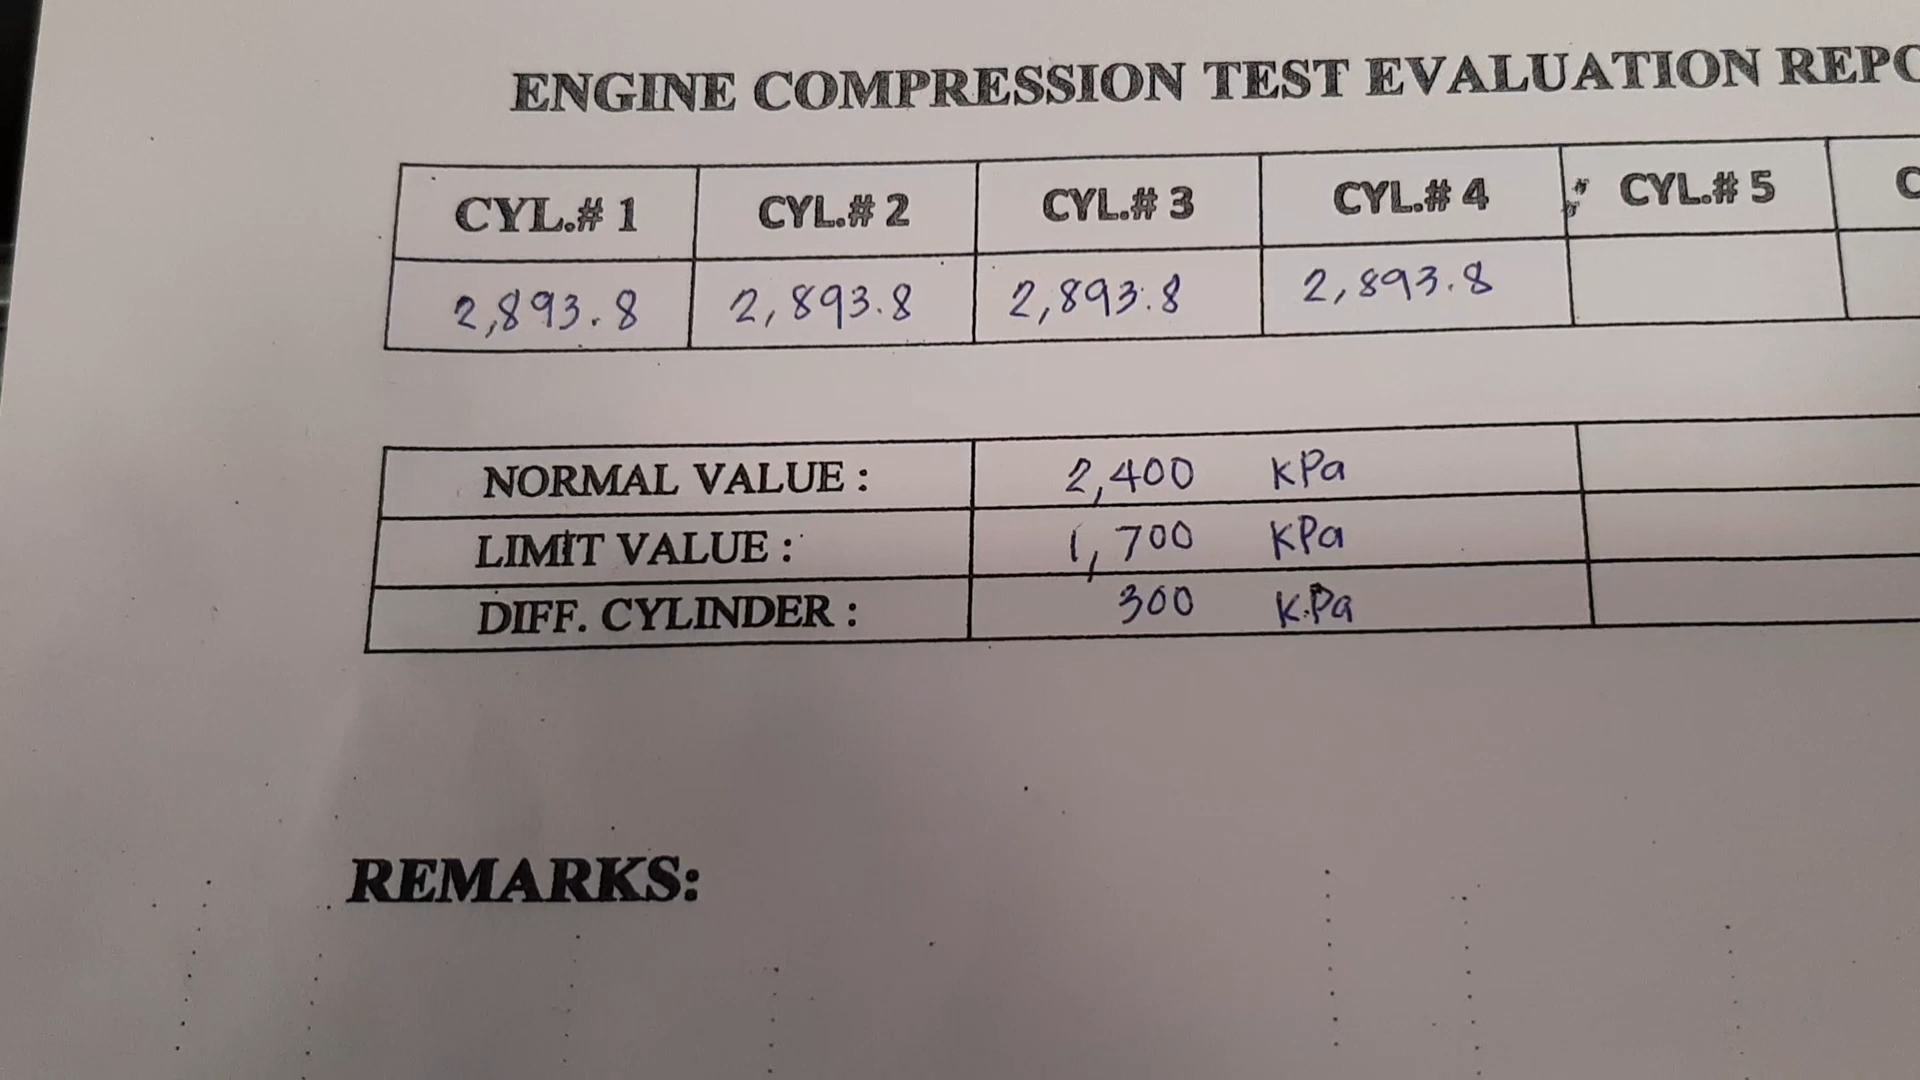 ENGINE COMPRESSION TEST EVALUATION REPO
CYL.# 1 CYL.# 2 CYL.# 3 CYL.# 4 CYL.# 5 C
2,893.8 2,893.8 2,893.8 2,893.8
NORMAL VALUE : 2,400 kPa
LIMIT VALUE : 1,700 KPa
DIFF. CYLINDER : 300 K.Pa
REMARKS: